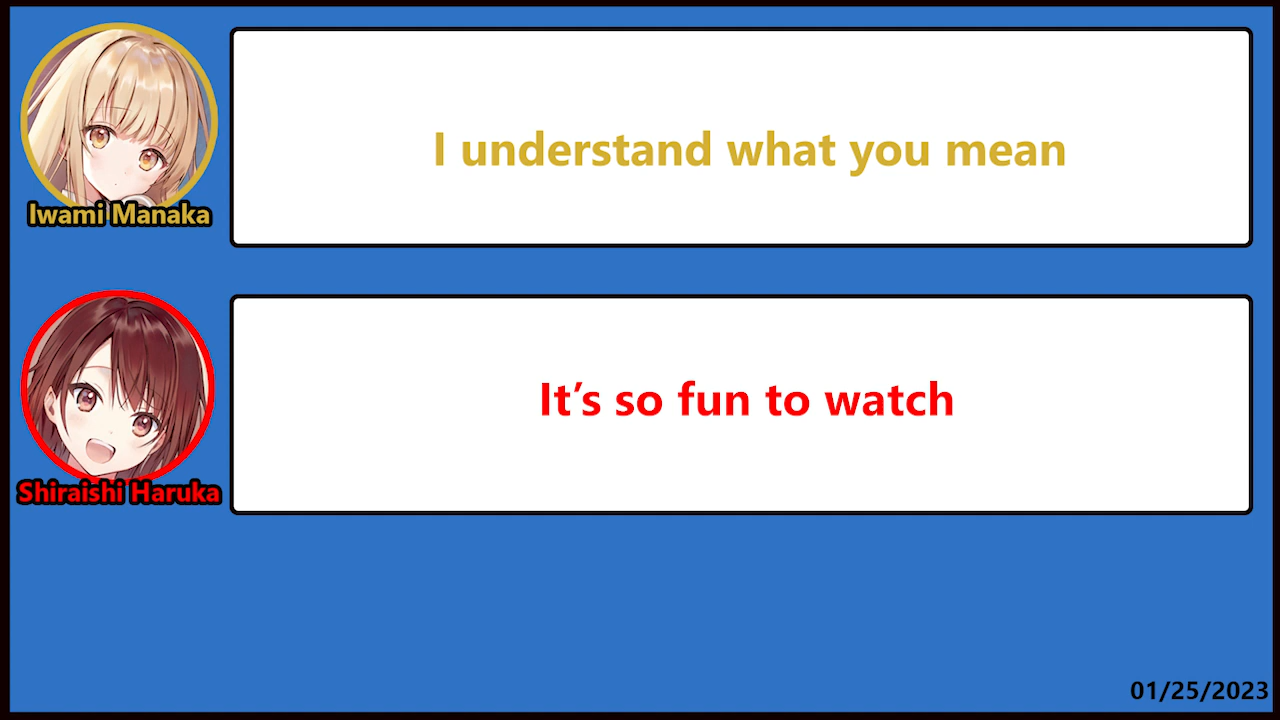 I understand what you mean
Iwami Manaka
It’s so fun to watch
Shiraishi Haruka
01/25/2023